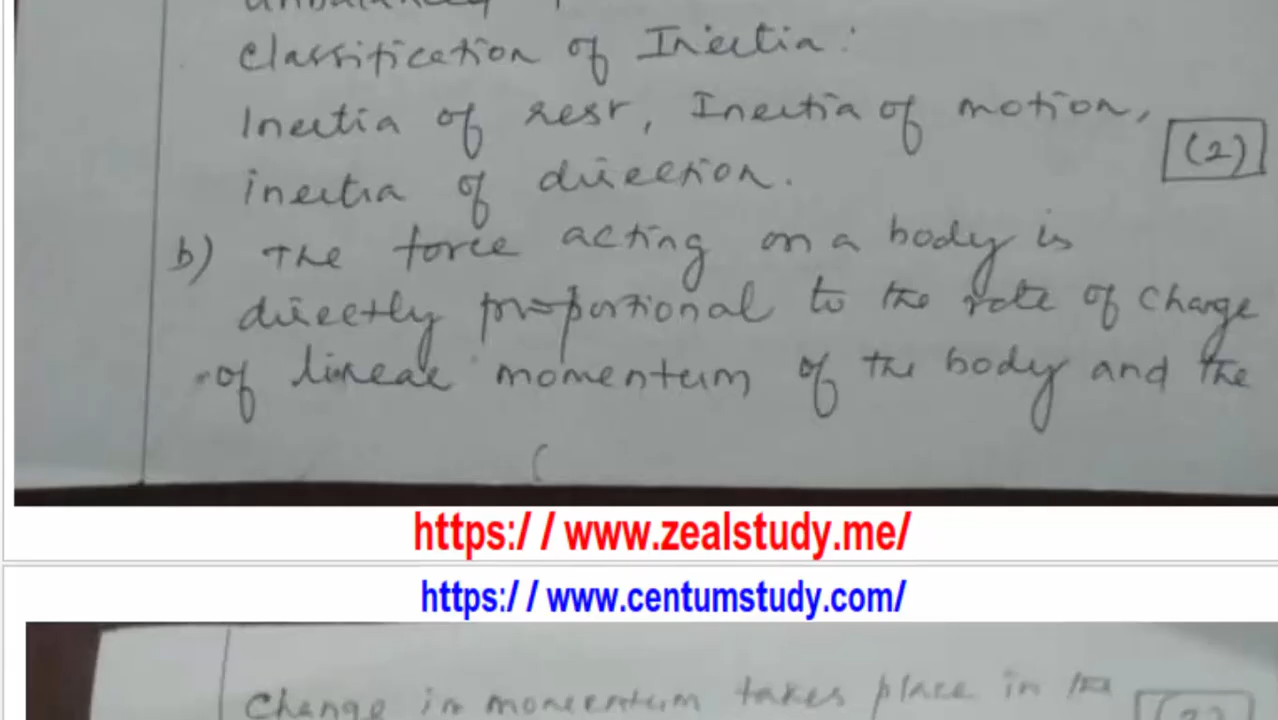 Unbalanced
Classification of Inertia:
Inertia of rest, Inertia of motion,
(2)
inertia of direction.
b) The force acting on a body is
directly proportional to the rate of change
of linear momentum of the body and the
https:/ / www.zealstudy.me/
https:/ / www.centumstudy.com/
Change in momentum takes place in the